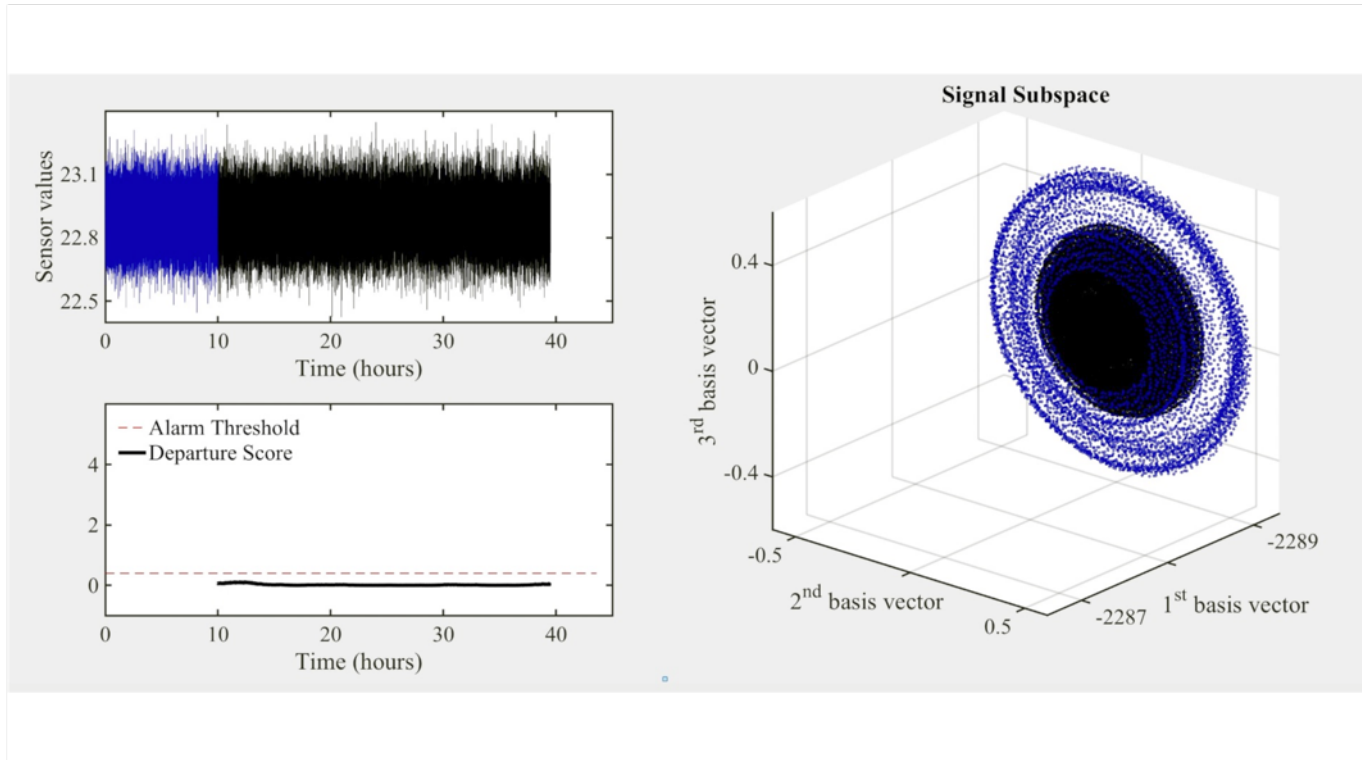 Sensor values
23.1
22.8
22.5
0 10 20 30 40
Time (hours)
Alarm Threshold
Departure Score
4
2
0
0 10 20 30 40
Time (hours)
Signal Subspace
3rd basis vector
0.4
0
-0.4
-0.5
0.5
2nd basis vector
-2289
-2287
1st basis vector